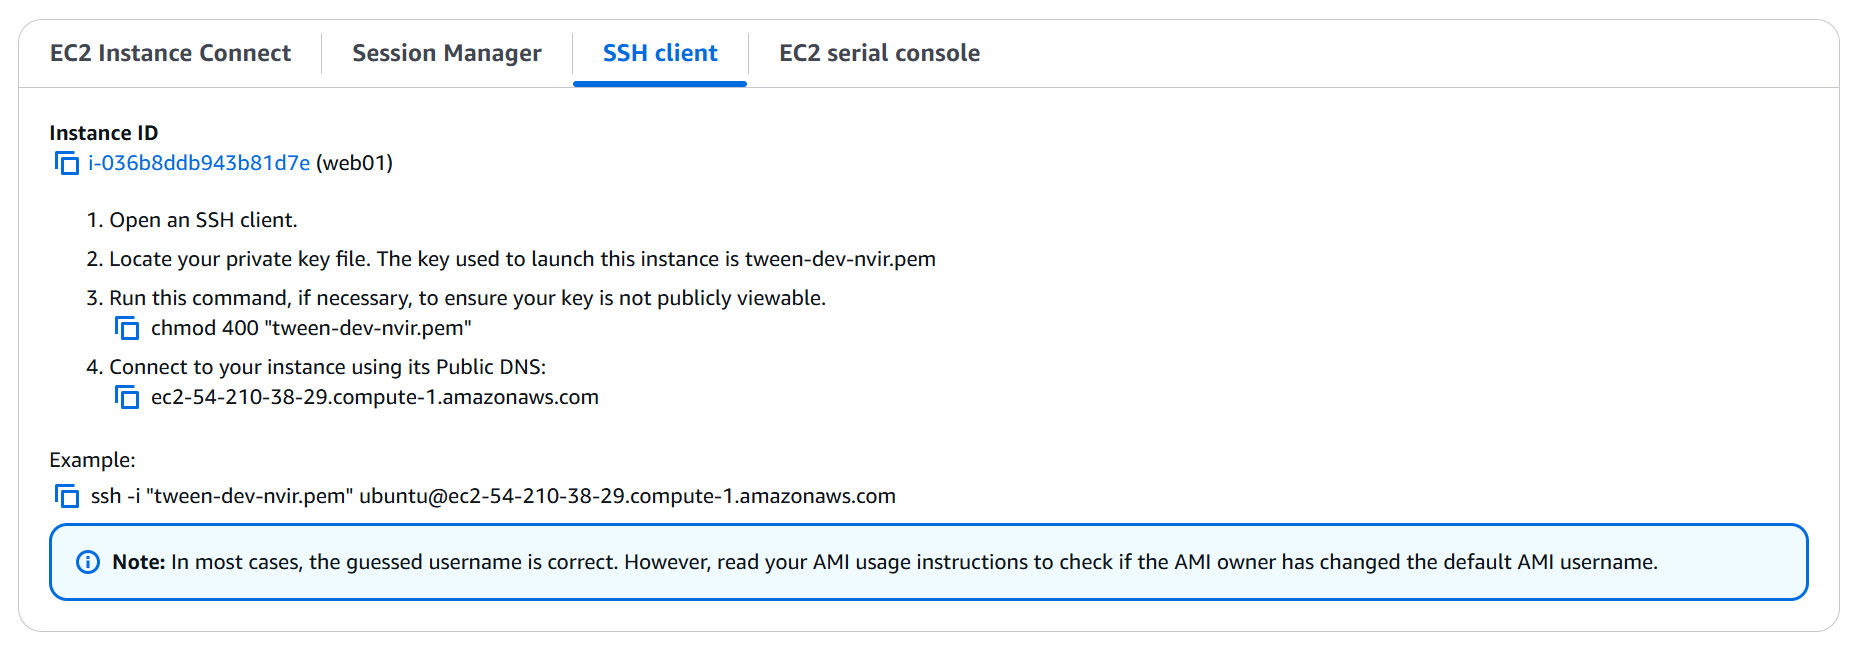 EC2 Instance Connect
Session Manager
SSH client
EC2 serial console
Instance ID
i-036b8ddb943b81d7e (web01)
1. Open an SSH client.
2. Locate your private key file. The key used to launch this instance is tween-dev-nvir.pem
3. Run this command, if necessary, to ensure your key is not publicly viewable.
chmod 400 "tween-dev-nvir.pem"
4. Connect to your instance using its Public DNS:
ec2-54-210-38-29.compute-1.amazonaws.com
Example:
ssh -i "tween-dev-nvir.pem" ubuntu@ec2-54-210-38-29.compute-1.amazonaws.com
Note: In most cases, the guessed username is correct. However, read your AMI usage instructions to check if the AMI owner has changed the default AMI username.